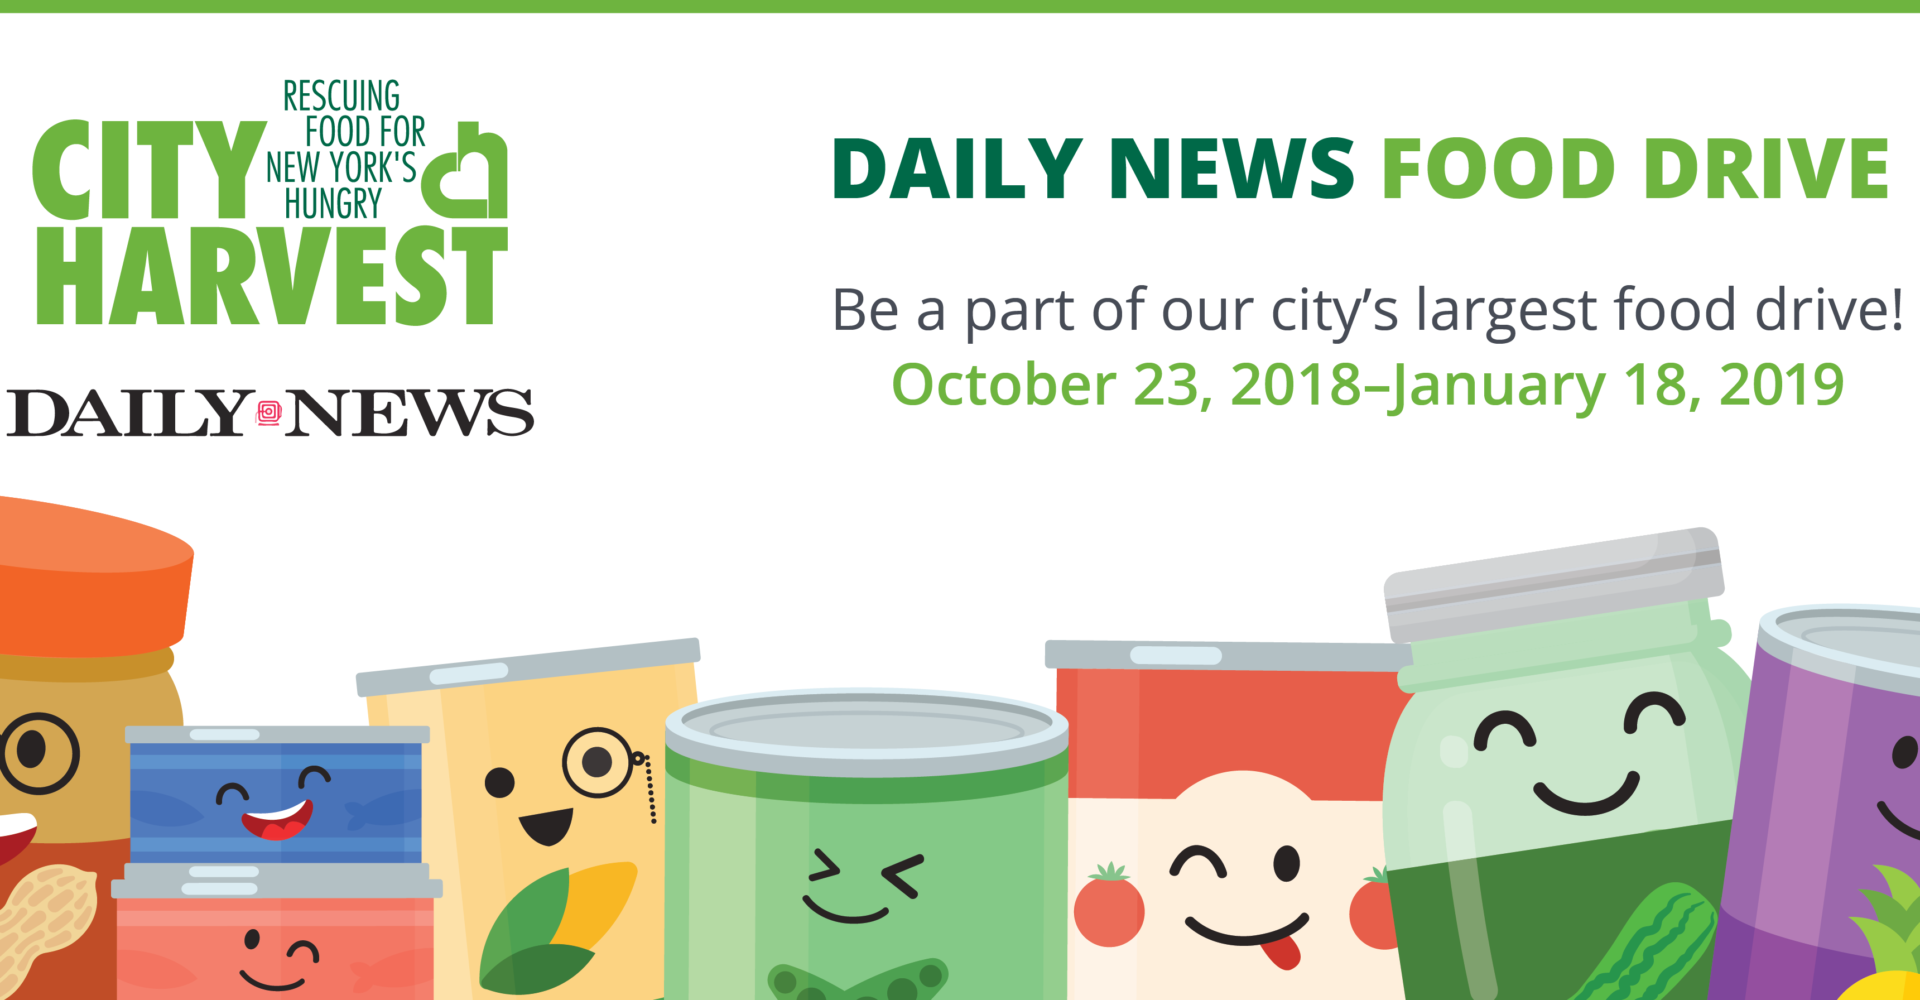 RESCUING
FOOD FOR
NEW YORK'S
HUNGRY
CITY
HARVEST
DAILY NEWS
DAILY NEWS FOOD DRIVE
Be a part of our city’s largest food drive!
October 23, 2018–January 18, 2019